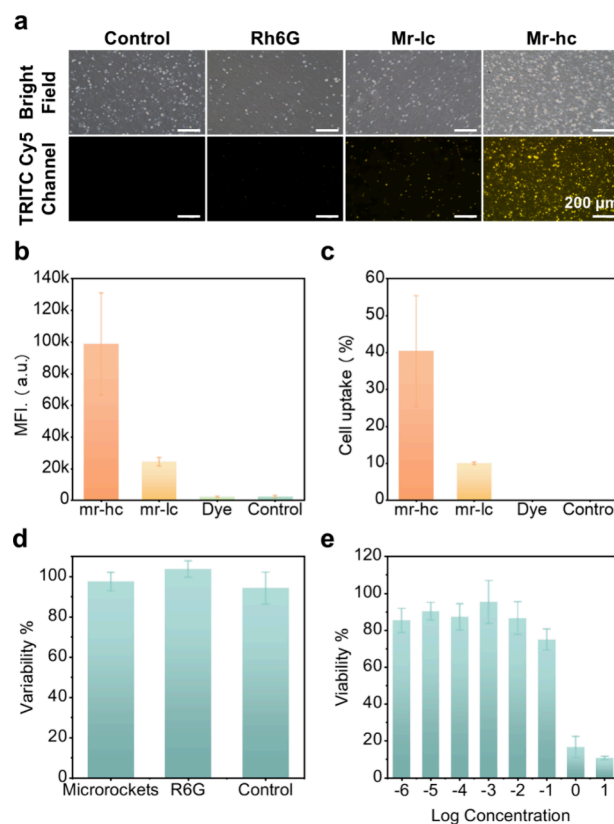 a
Control Rh6G Mr-lc Mr-hc
Bright
Field
TRITC Cy5
Channel
200 μm
b
140k
120k
100k
80k
60k
40k
20k
0
MFI. (a.u.)
mr-hc mr-lc Dye Control
c
60
50
40
30
20
10
0
Cell uptake (%)
mr-hc mr-lc Dye Control
d
100
80
60
40
20
0
Variability %
Microrockets R6G Control
e
120
100
80
60
40
20
0
Viability %
-6 -5 -4 -3 -2 -1 0 1
Log Concentration